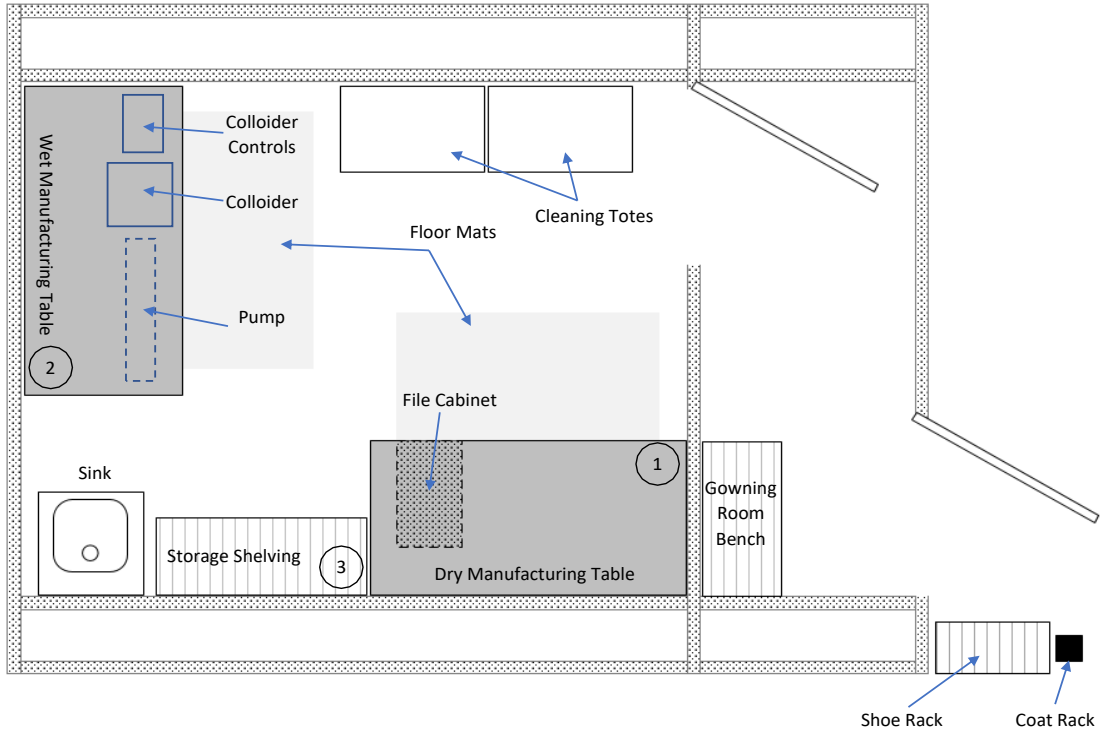 Colloider
Controls
Wet Manufacturing Table
Colloider
Cleaning Totes
Floor Mats
Pump
2
File Cabinet
1
Sink
Gowning
Room
Bench
Storage Shelving
3
Dry Manufacturing Table
Shoe Rack
Coat Rack